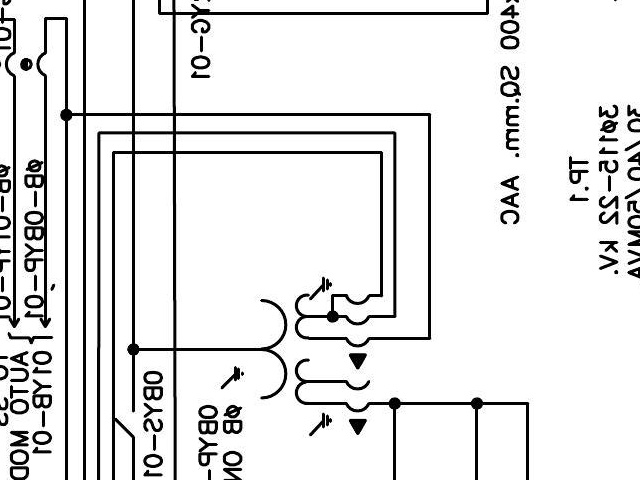 TP.1
3Ø115-22 kV.
30/40/50MVA
x400 SQ.mm. AAC
YG-01
ØB-0BYP-01
ØB-01YP-01
01YB-01
AUTO MOD
0BYS-01
0BYP-
ØB ON